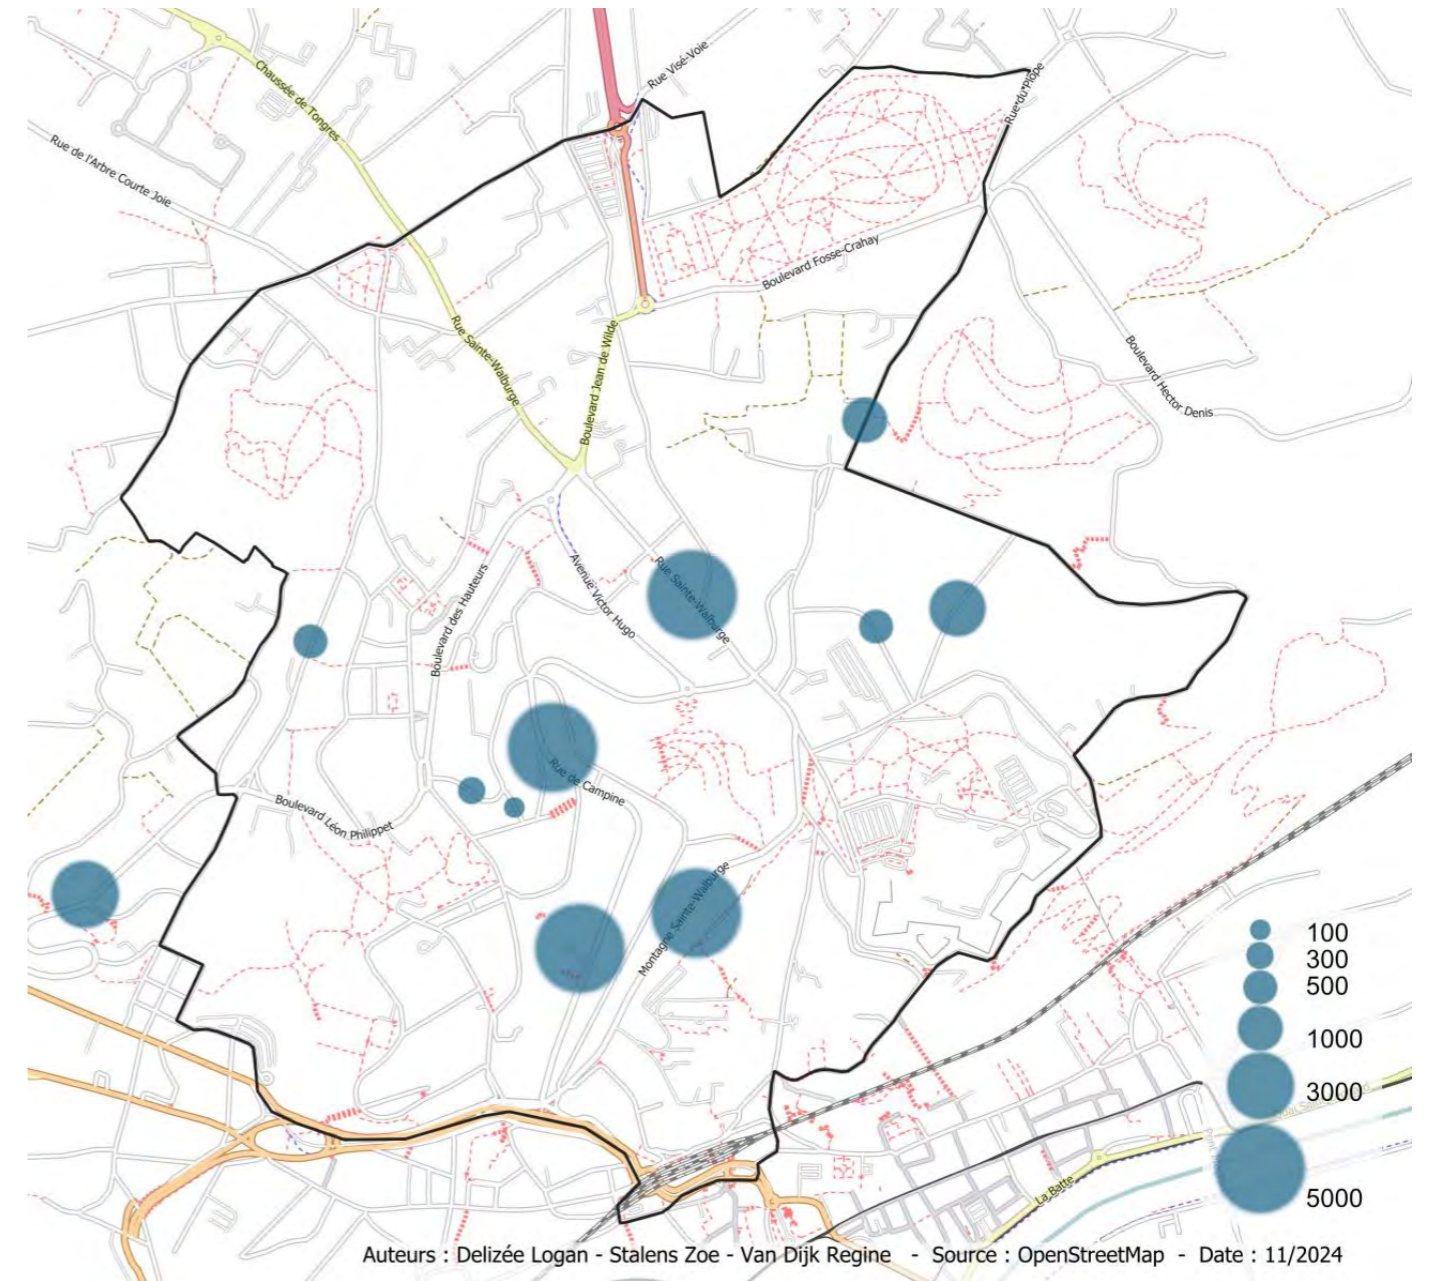 Rue Visé-Voie
Chaussée de Tongres
Rue du Plope
Rue de l'Arbre Courte Joie
Boulevard Fosse-Crahay
Rue Sainte-Walburge
Boulevard Jean de Wilde
Boulevard Hector Denis
Avenue Victor Hugo
Rue Sainte-Walburge
Boulevard des Hauteurs
Rue de Campine
Boulevard Léon Philippet
Montagne Sainte-Walburge
100
300
500
1000
3000
5000
La Batte
Auteurs : Delizée Logan - Stalens Zoe - Van Dijk Regine - Source : OpenStreetMap - Date : 11/2024